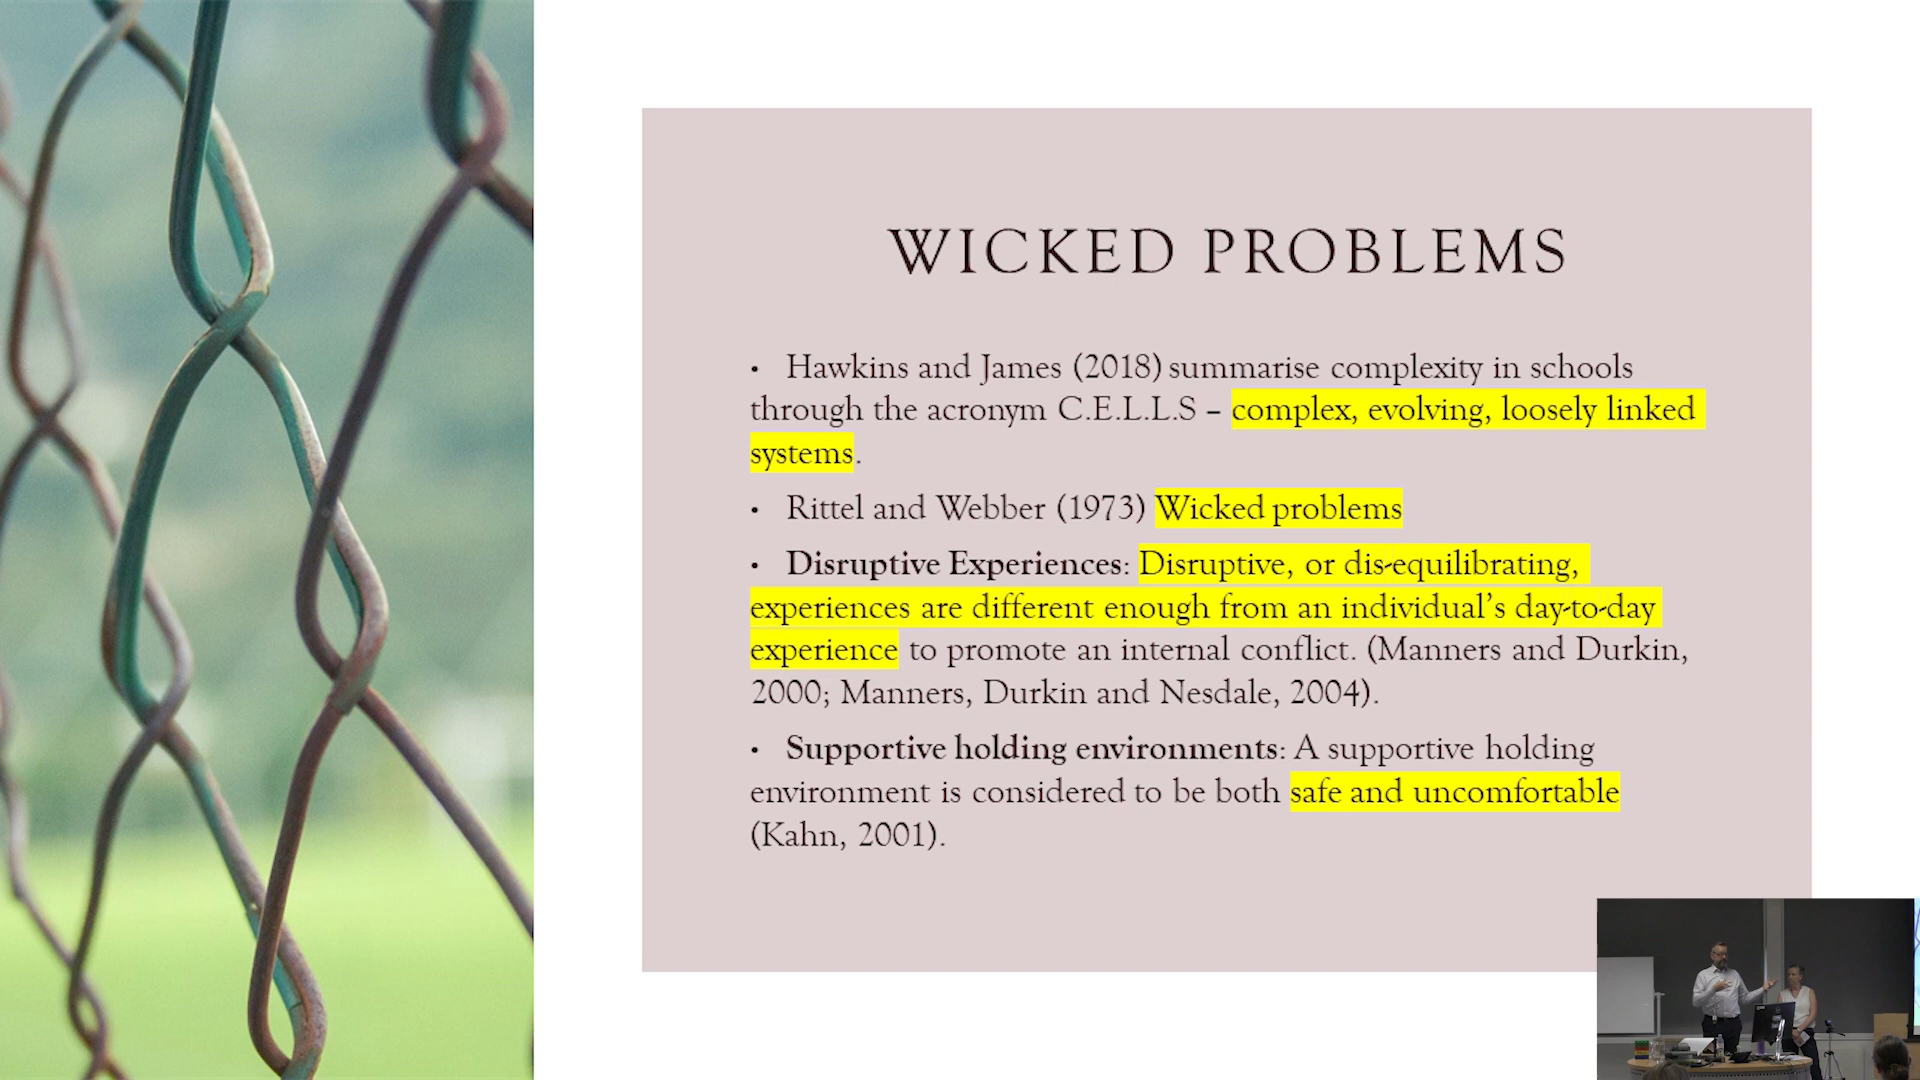 WICKED PROBLEMS
• Hawkins and James (2018) summarise complexity in schools
through the acronym C.E.L.L.S – complex, evolving, loosely linked
systems.
• Rittel and Webber (1973) Wicked problems
• Disruptive Experiences: Disruptive, or dis-equilibrating,
experiences are different enough from an individual’s day-to-day
experience to promote an internal conflict. (Manners and Durkin,
2000; Manners, Durkin and Nesdale, 2004).
• Supportive holding environments: A supportive holding
environment is considered to be both safe and uncomfortable
(Kahn, 2001).